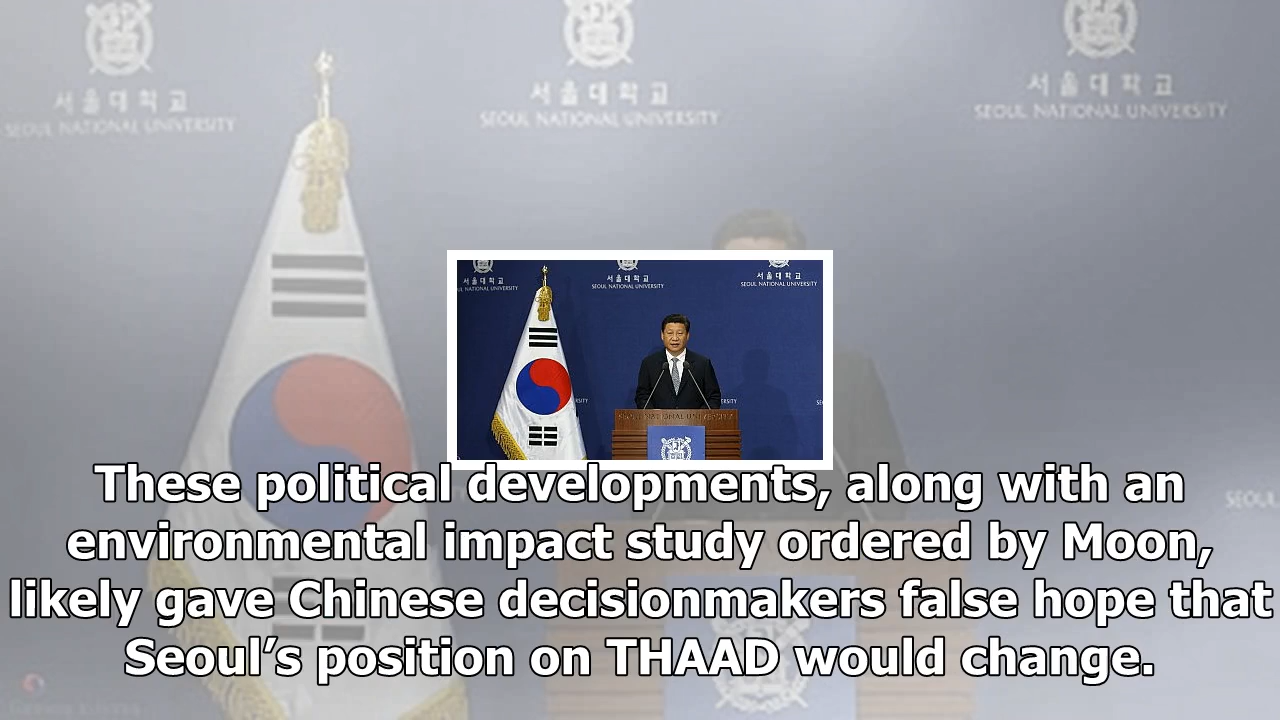 서울대학교
SEOUL NATIONAL UNIVERSITY
서울대학교
SEOUL NATIONAL UNIVERSITY
서울대학교
SEOUL NATIONAL UNIVERSITY
서울대학교
SEOUL NATIONAL UNIVERSITY
서울대학교
SEOUL NATIONAL UNIVERSITY
서울대학교
SEOUL NATIONAL UNIVERSITY
SEOUL NATIONAL UNIVERSITY
These political developments, along with an
environmental impact study ordered by Moon,
likely gave Chinese decisionmakers false hope that
Seoul’s position on THAAD would change.